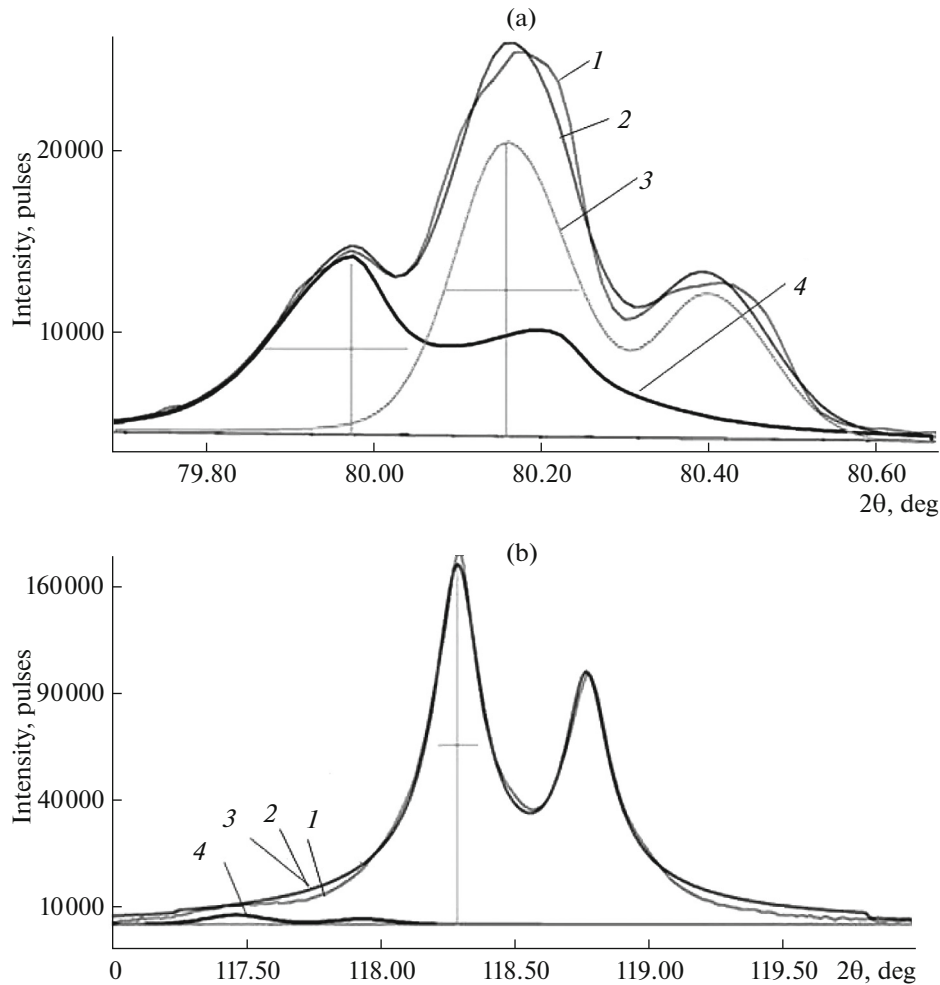 (a)
1
2
3
4
20000
10000
Intensity, pulses
79.80 80.00 80.20 80.40 80.60
2θ, deg
(b)
160000
90000
40000
10000
Intensity, pulses
4 3 2 1
0 117.50 118.00 118.50 119.00 119.50 2θ, deg